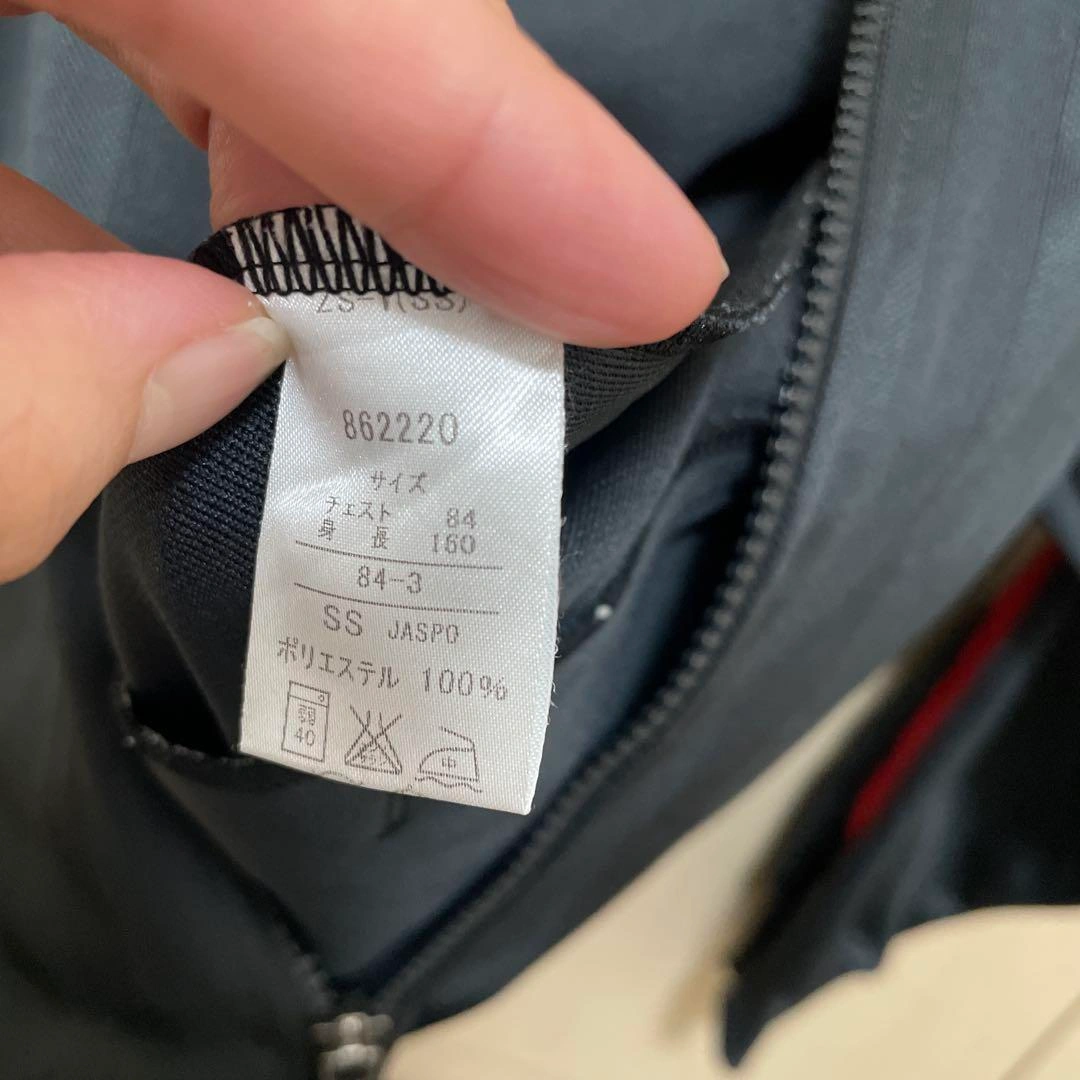 862220
サイズ
チェスト 84
身長 160
84-3
SS JASPO
ポリエステル 100%
弱
40
中